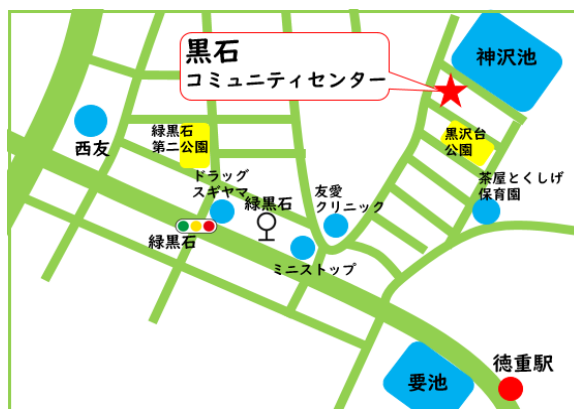 黒石
コミュニティセンター
神沢池
西友
緑黒石
第二公園
黒沢台
公園
ドラッグ
スギヤマ
緑黒石
友愛
クリニック
茶屋とくしげ
保育園
緑黒石
ミニストップ
要池
徳重駅